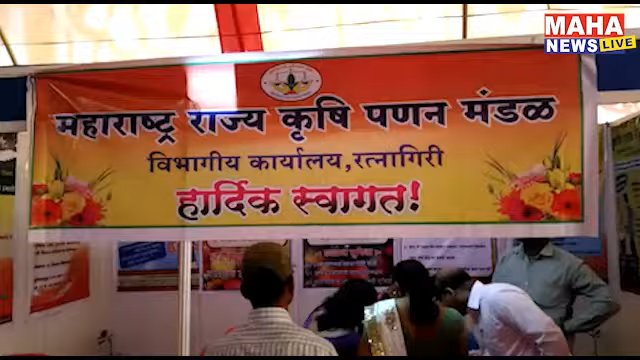 MAHA
NEWS LIVE
महाराष्ट्र राज्य कृषि पणन मंडळ
विभागीय कार्यालय,रत्नागिरी
हार्दिक स्वागत!